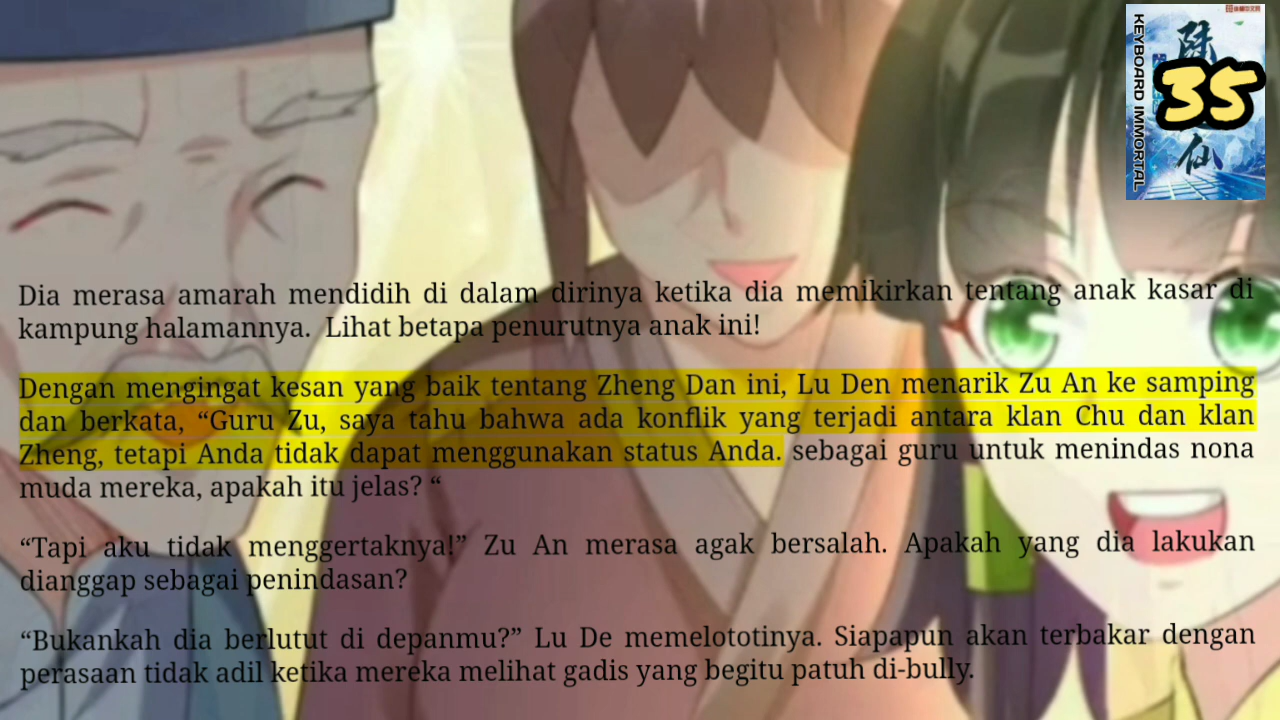 陸
仙
KEYBOARD IMMORTAL
35
Dia merasa amarah mendidih di dalam dirinya ketika dia memikirkan tentang anak kasar di
kampung halamannya. Lihat betapa penurutnya anak ini!
Dengan mengingat kesan yang baik tentang Zheng Dan ini, Lu Den menarik Zu An ke samping
dan berkata, “Guru Zu, saya tahu bahwa ada konflik yang terjadi antara klan Chu dan klan
Zheng, tetapi Anda tidak dapat menggunakan status Anda. sebagai guru untuk menindas nona
muda mereka, apakah itu jelas? “
“Tapi aku tidak menggertaknya!” Zu An merasa agak bersalah. Apakah yang dia lakukan
dianggap sebagai penindasan?
“Bukankah dia berlutut di depanmu?” Lu De memelototinya. Siapapun akan terbakar dengan
perasaan tidak adil ketika mereka melihat gadis yang begitu patuh di-bully.